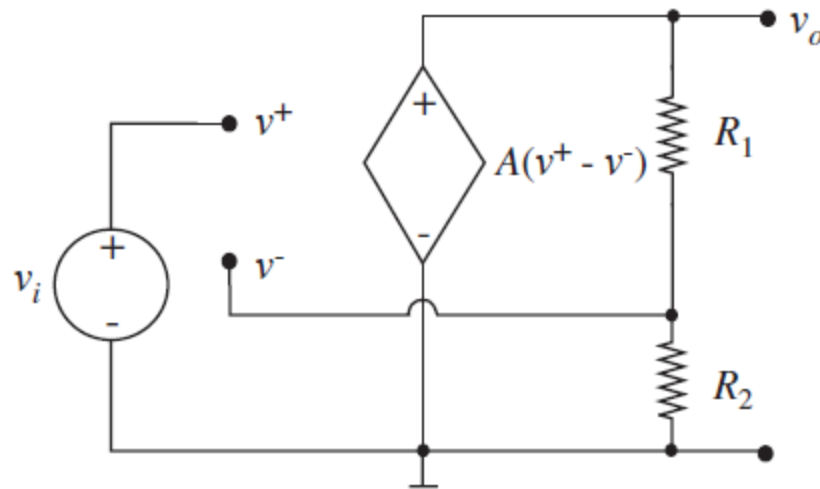 v⁺
+
A(v⁺ - v⁻)
-
v⁻
vᵢ
+
-
vₒ
R₁
R₂